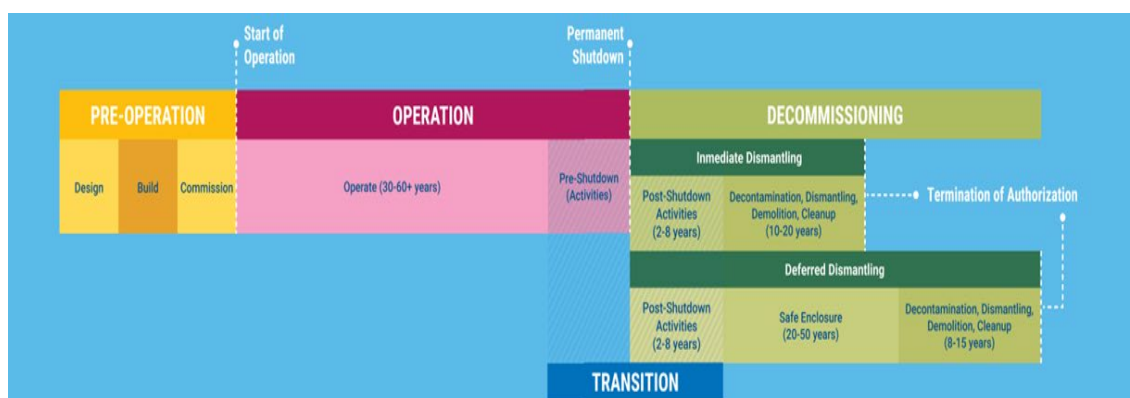 Start of
Operation
Permanent
Shutdown
PRE-OPERATION
OPERATION
DECOMMISSIONING
Design
Build
Commission
Operate (30-60+ years)
Pre-Shutdown
(Activities)
Inmediate Dismantling
Post-Shutdown
Activities
(2-8 years)
Decontamination, Dismantling,
Demolition, Cleanup
(10-20 years)
Termination of Authorization
Deferred Dismantling
Post-Shutdown
Activities
(2-8 years)
Safe Enclosure
(20-50 years)
Decontamination, Dismantling,
Demolition, Cleanup
(8-15 years)
TRANSITION